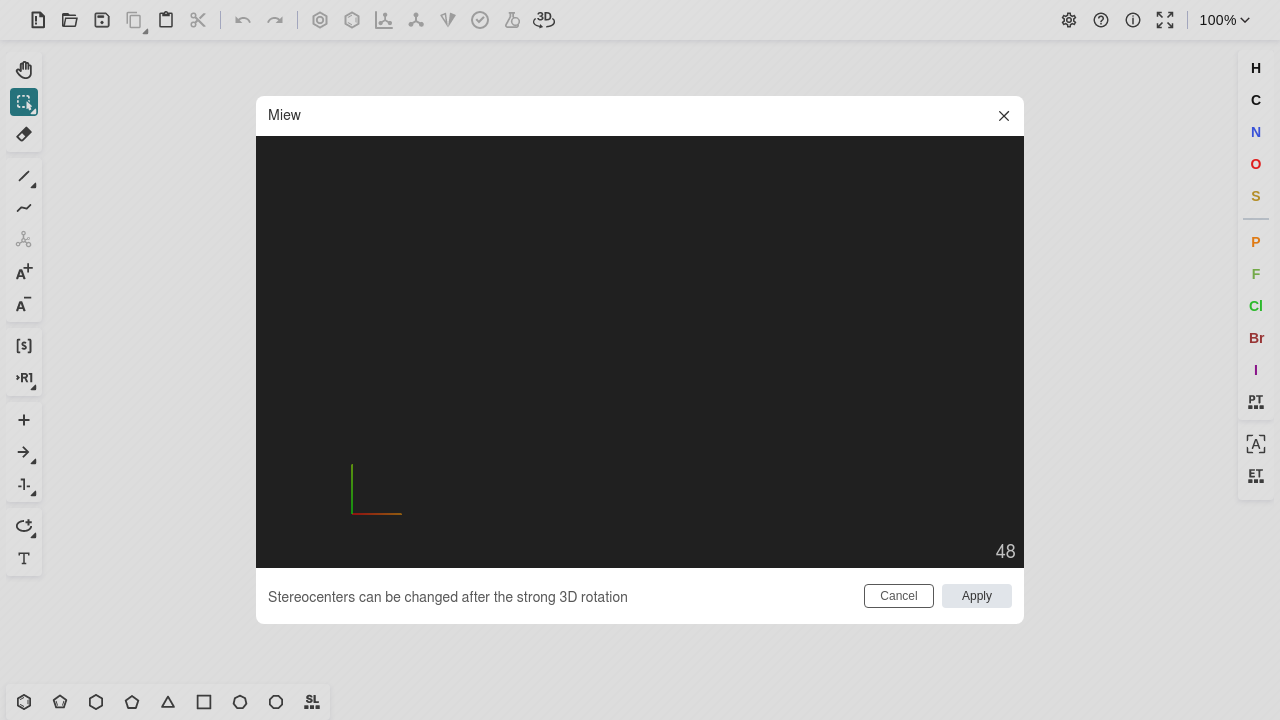 3D
100%
Miew
H
C
N
O
S
P
F
Cl
Br
I
PT
A
ET
A+
A−
[s]
R1
-1-
T
48
Stereocenters can be changed after the strong 3D rotation
Cancel
Apply
SL